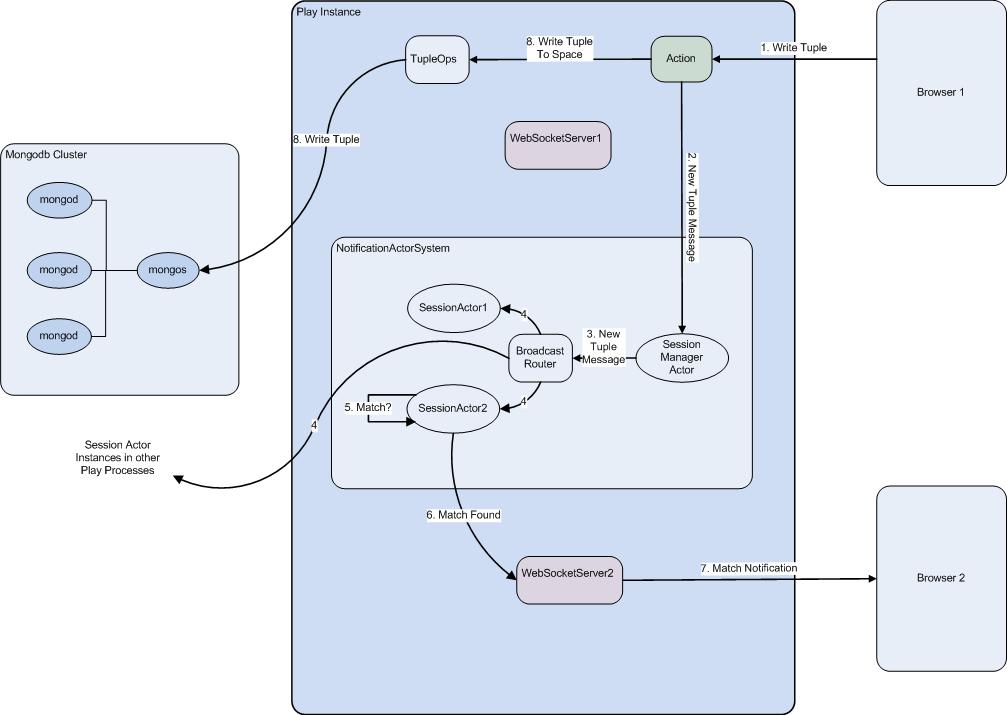 Play Instance
8. Write Tuple
To Space
TupleOps
Action
1. Write Tuple
Browser 1
WebSocketServer1
8. Write Tuple
Mongodb Cluster
mongod
mongod
mongos
mongod
2. New Tuple Message
NotificationActorSystem
SessionActor1
4
Broadcast
Router
3. New
Tuple
Message
Session
Manager
Actor
4
5. Match?
SessionActor2
4
Session Actor
Instances in other
Play Processes
6. Match Found
WebSocketServer2
7. Match Notification
Browser 2